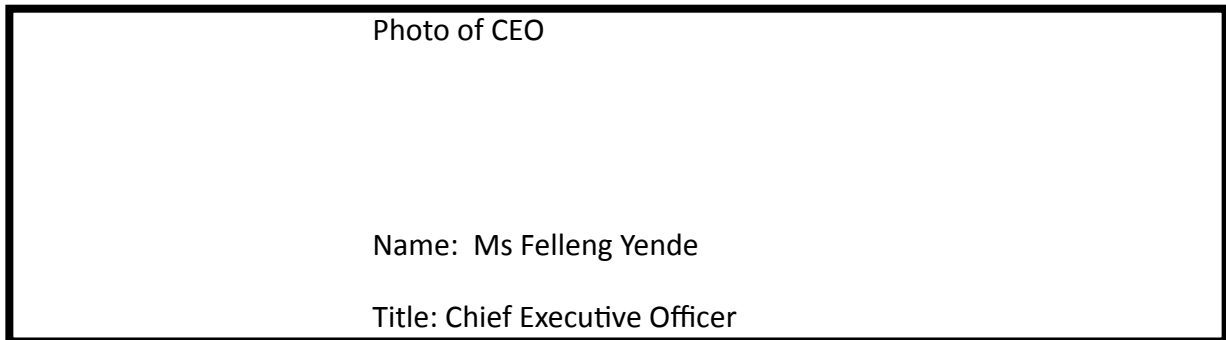 Photo of CEO
Name:  Ms Felleng Yende
Title: Chief Executive Officer